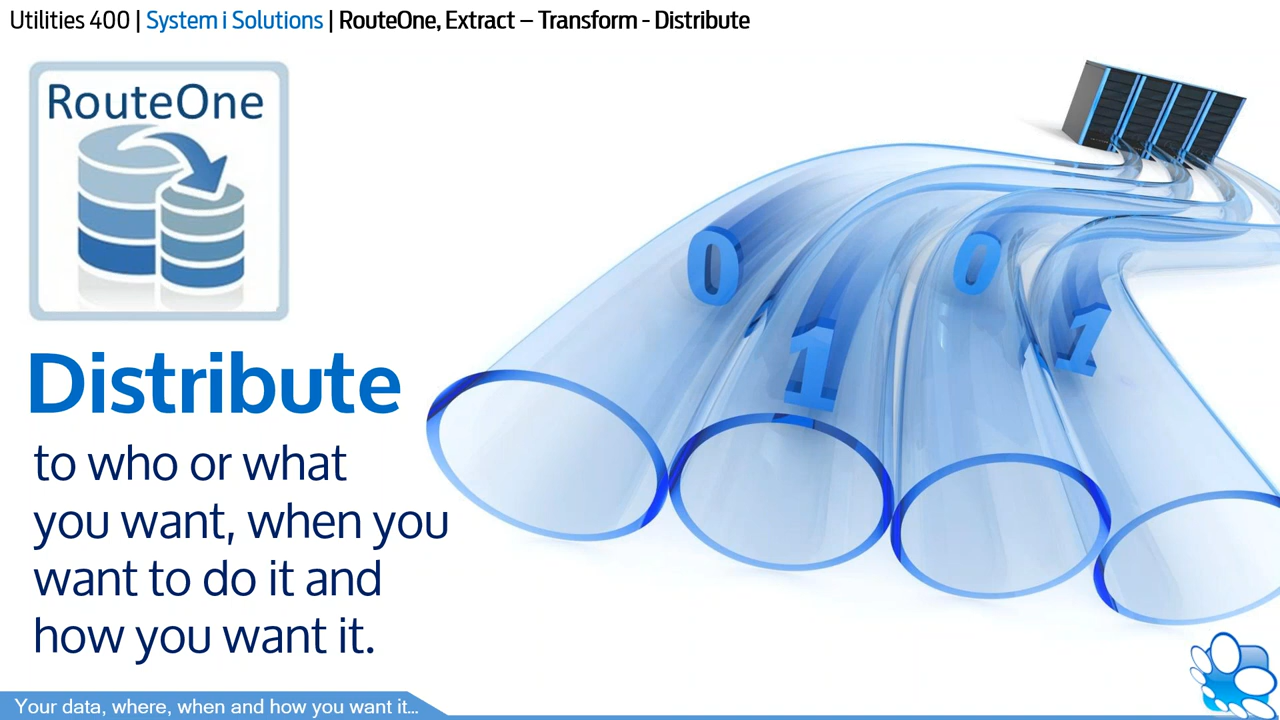 Utilities 400 | System i Solutions | RouteOne, Extract – Transform - Distribute
RouteOne
0
0
1
1
Distribute
to who or what
you want, when you
want to do it and
how you want it.
Your data, where, when and how you want it...